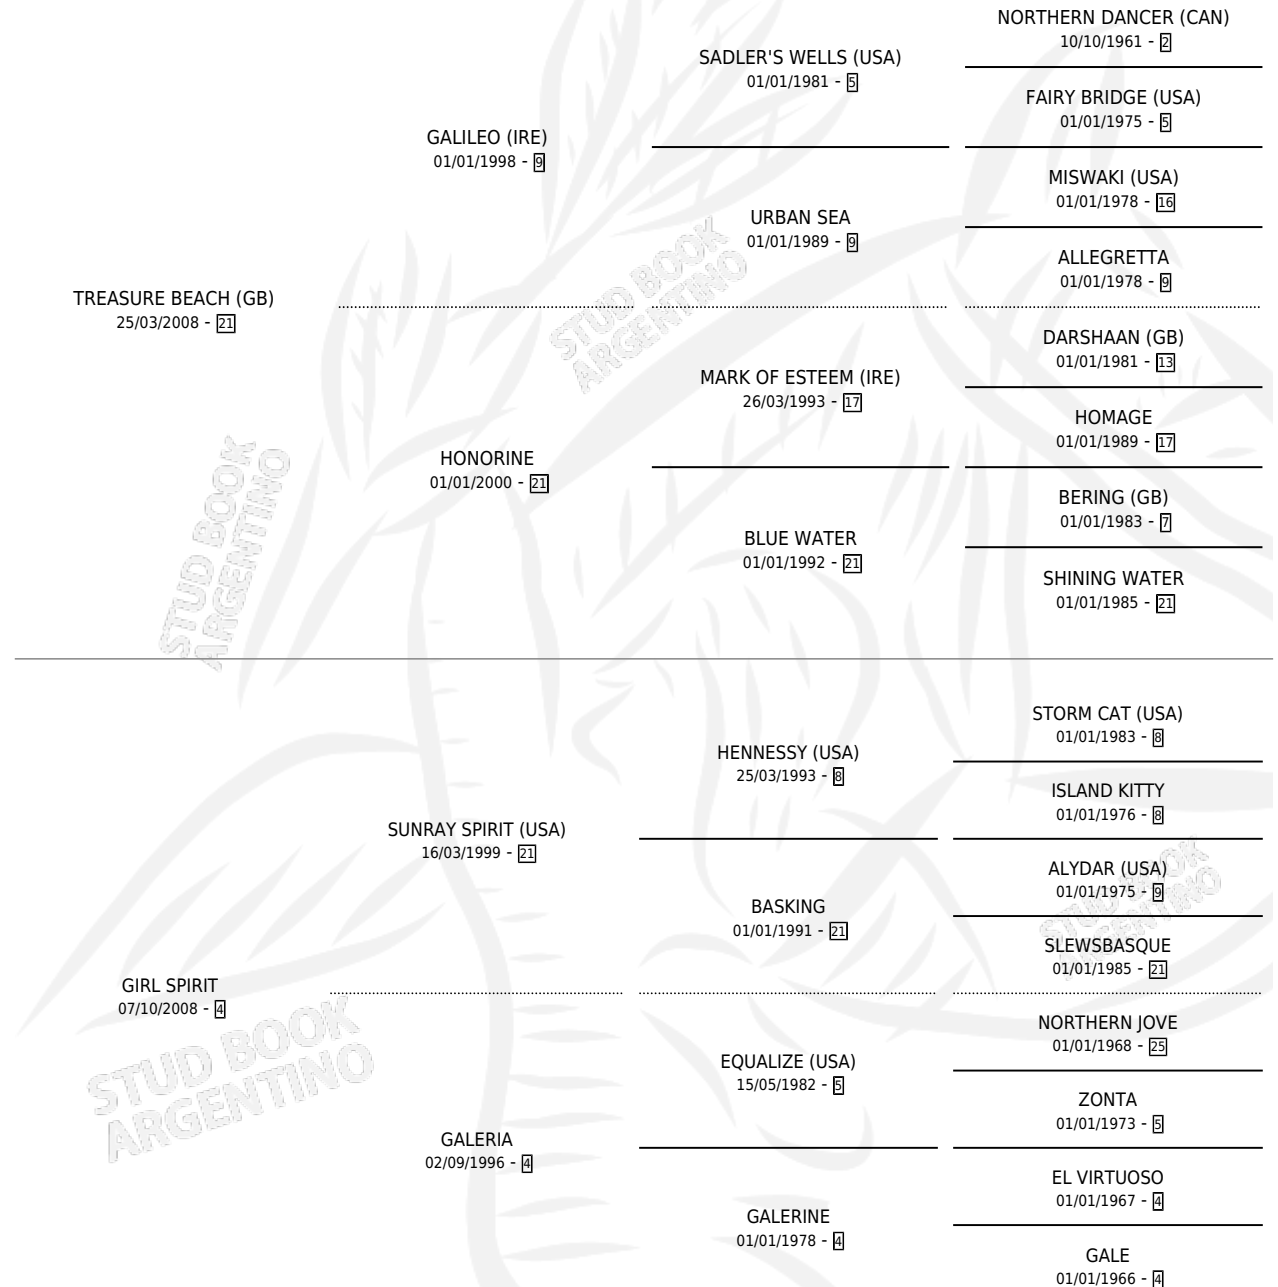 NORTHERN DANCER (CAN)
10/10/1961 - 2
SADLER'S WELLS (USA)
01/01/1981 - 5
FAIRY BRIDGE (USA)
01/01/1975 - 5
GALILEO (IRE)
01/01/1998 - 9
MISWAKI (USA)
01/01/1978 - 16
URBAN SEA
01/01/1989 - 9
ALLEGRETTA
01/01/1978 - 9
TREASURE BEACH (GB)
25/03/2008 - 21
STUD BOOK
ARGENTINO
DARSHAAN (GB)
01/01/1981 - 13
MARK OF ESTEEM (IRE)
26/03/1993 - 17
HOMAGE
01/01/1989 - 17
HONORINE
01/01/2000 - 21
BERING (GB)
01/01/1983 - 7
BLUE WATER
01/01/1992 - 21
SHINING WATER
01/01/1985 - 21
STUD BOOK
ARGENTINO
STORM CAT (USA)
01/01/1983 - 8
HENNESSY (USA)
25/03/1993 - 8
ISLAND KITTY
01/01/1976 - 8
SUNRAY SPIRIT (USA)
16/03/1999 - 21
ALYDAR (USA)
01/01/1975 - 9
BASKING
01/01/1991 - 21
SLEWSBASQUE
01/01/1985 - 21
STUD BOOK
ARGENTINO
GIRL SPIRIT
07/10/2008 - 4
NORTHERN JOVE
01/01/1968 - 25
EQUALIZE (USA)
15/05/1982 - 5
ZONTA
01/01/1973 - 5
STUD BOOK
ARGENTINO
GALERIA
02/09/1996 - 4
EL VIRTUOSO
01/01/1967 - 4
GALERINE
01/01/1978 - 4
GALE
01/01/1966 - 4